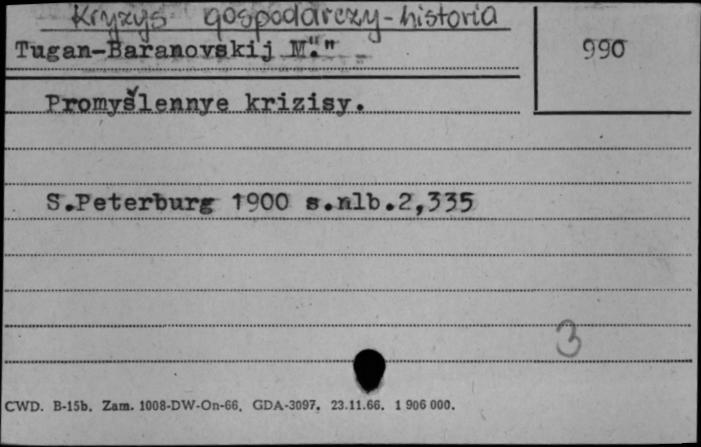 Kryzys gospodarczy - historia
Tugan-Baranovskij M.""
990
Promyšlennye krizisy.
S.Peterburg 1900 s.nlb.2,335
3
CWD. B-15b. Zam. 1008-DW-On-66. GDA-3097. 23.11.66. 1 906 000.